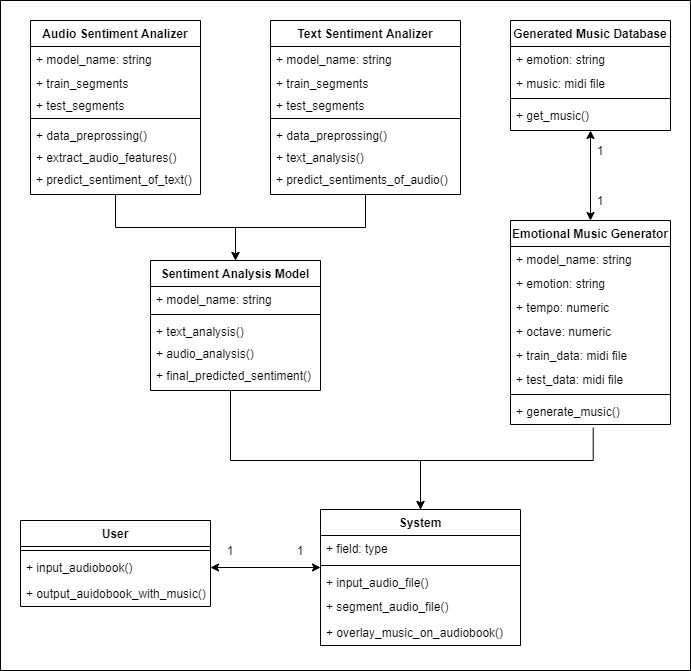 Audio Sentiment Analizer
+ model_name: string
+ train_segments
+ test_segments
+ data_preprossing()
+ extract_audio_features()
+ predict_sentiment_of_text()
Text Sentiment Analizer
+ model_name: string
+ train_segments
+ test_segments
+ data_preprossing()
+ text_analysis()
+ predict_sentiments_of_audio()
Generated Music Database
+ emotion: string
+ music: midi file
+ get_music()
1
1
Emotional Music Generator
+ model_name: string
+ emotion: string
+ tempo: numeric
+ octave: numeric
+ train_data: midi file
+ test_data: midi file
+ generate_music()
Sentiment Analysis Model
+ model_name: string
+ text_analysis()
+ audio_analysis()
+ final_predicted_sentiment()
User
+ input_audiobook()
+ output_auidobook_with_music()
1
1
System
+ field: type
+ input_audio_file()
+ segment_audio_file()
+ overlay_music_on_audiobook()